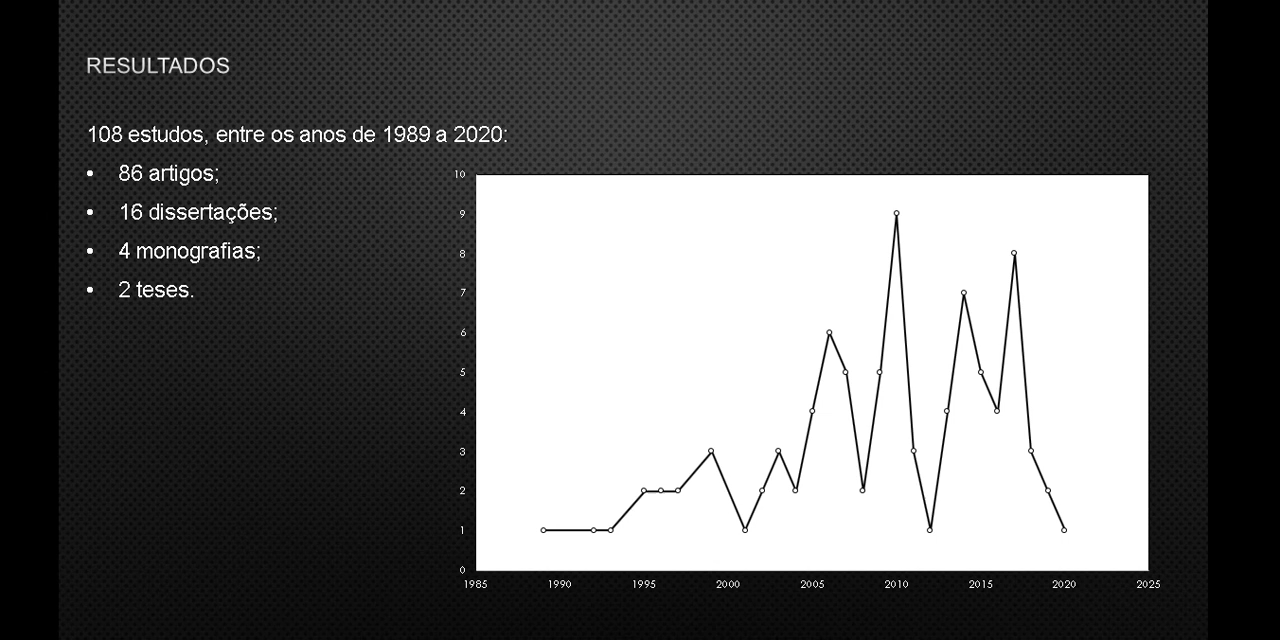 RESULTADOS
108 estudos, entre os anos de 1989 a 2020:
• 86 artigos;
• 16 dissertações;
• 4 monografias;
• 2 teses.
10
9
8
7
6
5
4
3
2
1
0
1985 1990 1995 2000 2005 2010 2015 2020 2025